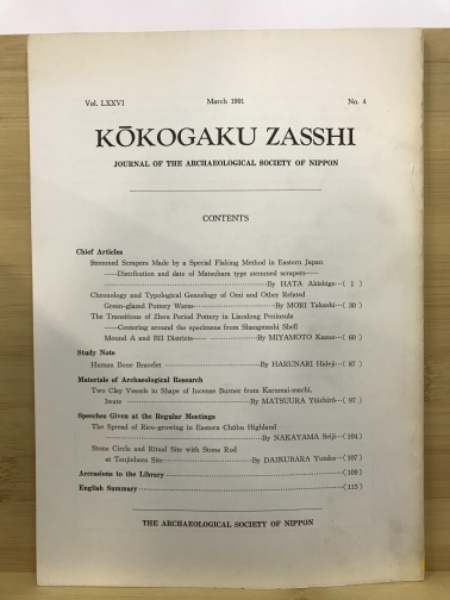 Vol. LXXVI March 1991 No. 4
KŌKOGAKU ZASSHI
JOURNAL OF THE ARCHAEOLOGICAL SOCIETY OF NIPPON
CONTENTS
Chief Articles
Stemmed Scrapers Made by a Special Flaking Method in Eastern Japan
——Distribution and date of Matsubara type stemmed scrapers——
By HATA Akishige…( 1 )
Chronology and Typological Genealogy of Omi and Other Related
Green-glazed Pottery Wares By MORI Takashi…( 30 )
The Transitions of Zhou Period Pottery in Liaodong Peninsula
——Centering around the specimens from Shangmashi Shell
Mound A and BII Districts—— By MIYAMOTO Kazuo…( 60 )
Study Note
Human Bone Bracelet By HARUNARI Hideji…( 87 )
Materials of Archaeological Research
Two Clay Vessels in Shape of Incense Burner from Karumai-machi,
Iwate By MATSUURA Yōichirō…( 97 )
Speeches Given at the Regular Meetings
The Spread of Rice-growing in Eastern Chūbu Highland
By NAKAYAMA Seiji…(104)
Stone Circle and Ritual Site with Stone Rod
at Tenjinbara Site By DAIKUBARA Yutaka…(107)
Accessions to the Library (109)
English Summary (115)
THE ARCHAEOLOGICAL SOCIETY OF NIPPON